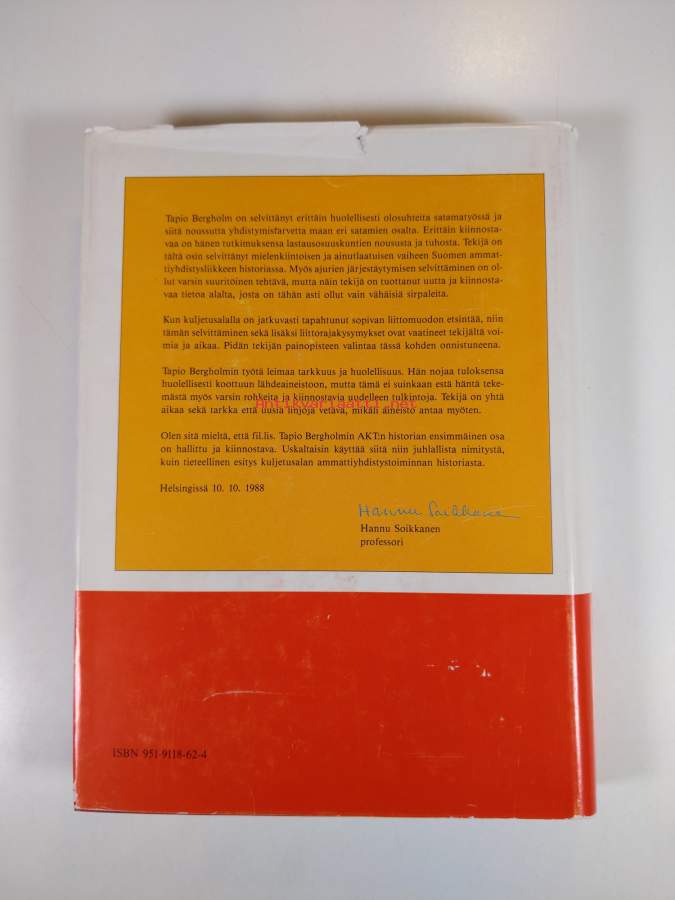 Tapio Bergholm on selvittänyt erittäin huolellisesti olosuhteita satamatyössä ja
siitä noussutta yhdistymisfarvetta maan eri satamien osalta. Erittäin kiinnosta-
vaa on hänen tutkimuksensa lastausosuuskuntien noususta ja tuhosta. Tekijä on
tältä osin selvittänyt mielenkiintoisen ja ainutlaatuisen vaiheen Suomen ammat-
tiyhdistysliikkeen historiassa. Myös ajurien järjestäytymisen selvittäminen on ol-
lut varsin suuritöinen tehtävä, mutta näin tekijä on tuottanut uutta ja kiinnosta-
vaa tietoa alalta, josta on tähän asti ollut vain vähäisiä sirpaleita.
Kun kuljetusalalla on jatkuvasti tapahtunut sopivan liittomuodon etsintää, niin
tämän selvittäminen sekä lisäksi liittorajakysymykset ovat vaatineet tekijältä voi-
mia ja aikaa. Pidän tekijän painopisteen valintaa tässä kohden onnistuneena.
Tapio Bergholmin työtä leimaa tarkkuus ja huolellisuus. Hän nojaa tuloksensa
huolellisesti koottuun lähdeaineistoon, mutta tämä ei suinkaan estä häntä teke-
mästä myös varsin rohkeita ja kiinnostavia uudelleen tulkintoja. Tekijä on yhtä
Antikvariaatti.net
aikaa sekä tarkka että uusia linjoja vetävä, mikäli aineisto antaa myöten.
Olen sitä mieltä, että fil.lis. Tapio Bergholmin AKT:n historian ensimmäinen osa
on hallittu ja kiinnostava. Uskaltaisin käyttää siitä niin juhlallista nimitystä,
kuin tieteellinen esitys kuljetusalan ammattiyhdistystoiminnan historiasta.
Helsingissä 10. 10. 1988
Hannu Soikkanen
Hannu Soikkanen
professori
ISBN 951-9118-62-4